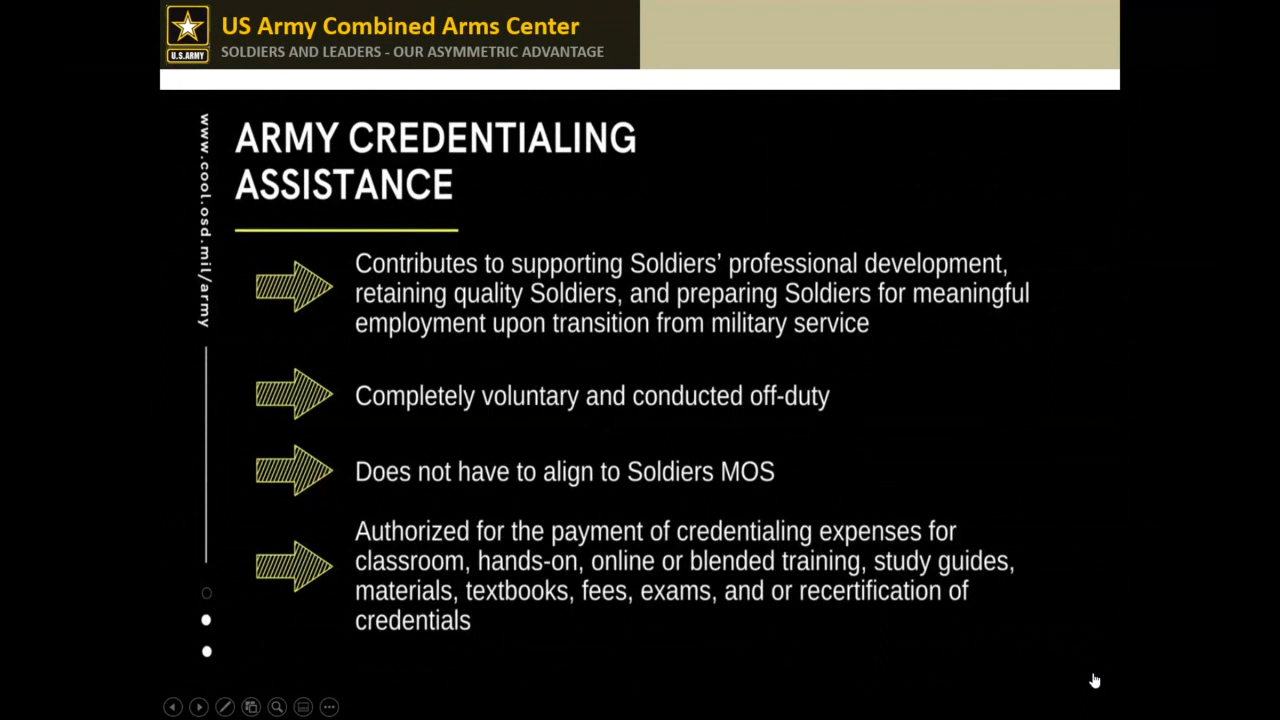 US Army Combined Arms Center
SOLDIERS AND LEADERS - OUR ASYMMETRIC ADVANTAGE
U.S.ARMY
www.cool.osd.mil/army
ARMY CREDENTIALING
ASSISTANCE
Contributes to supporting Soldiers’ professional development,
retaining quality Soldiers, and preparing Soldiers for meaningful
employment upon transition from military service
Completely voluntary and conducted off-duty
Does not have to align to Soldiers MOS
Authorized for the payment of credentialing expenses for
classroom, hands-on, online or blended training, study guides,
materials, textbooks, fees, exams, and or recertification of
credentials